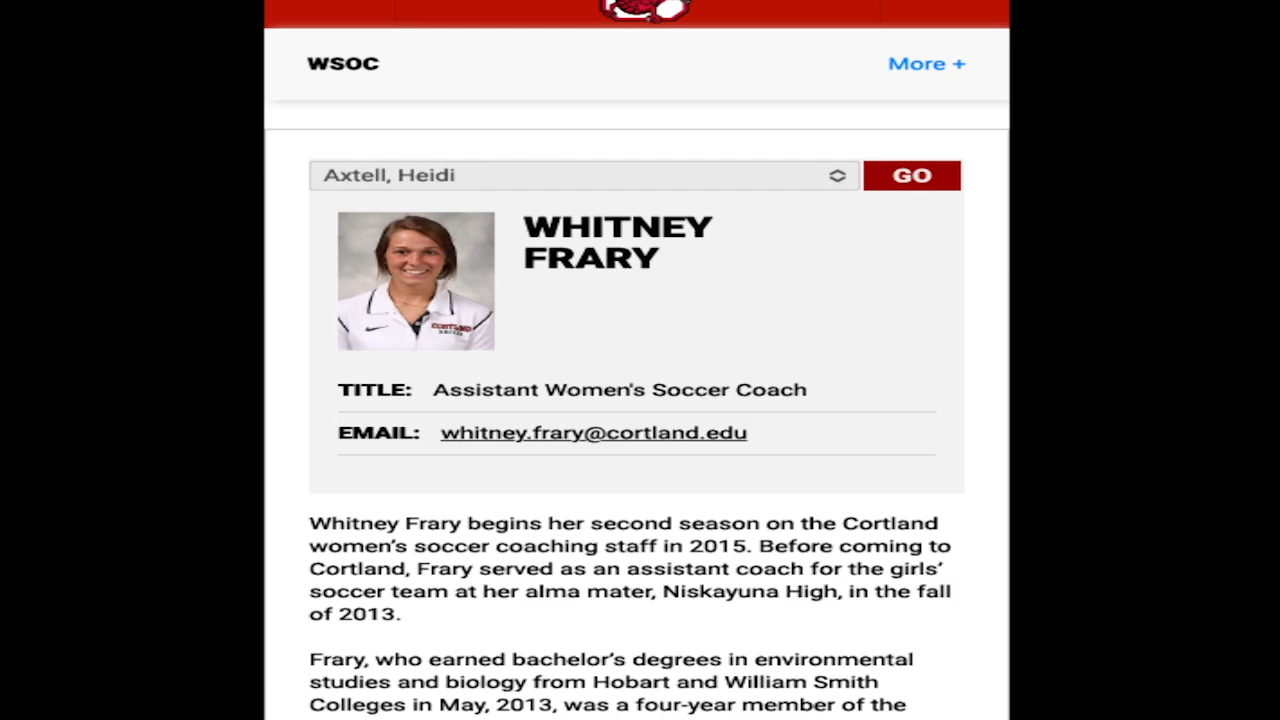 WSOC
More +
Axtell, Heidi
GO
WHITNEY
FRARY
CORTLAND
SOCCER
TITLE: Assistant Women's Soccer Coach
EMAIL: whitney.frary@cortland.edu
Whitney Frary begins her second season on the Cortland
women’s soccer coaching staff in 2015. Before coming to
Cortland, Frary served as an assistant coach for the girls’
soccer team at her alma mater, Niskayuna High, in the fall
of 2013.
Frary, who earned bachelor’s degrees in environmental
studies and biology from Hobart and William Smith
Colleges in May, 2013, was a four-year member of the